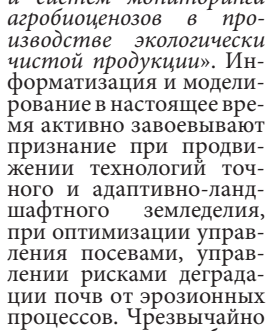 и систем мониторинга
агробиоценозов в про-
изводстве экологически
чистой продукции». Ин-
форматизация и модели-
рование в настоящее вре-
мя активно завоевывают
признание при продви-
жении технологий точ-
ного и адаптивно-ланд-
шафтного земледелия,
при оптимизации управ-
ления посевами, управ-
лении рисками деграда-
ции почв от эрозионных
процессов. Чрезвычайно